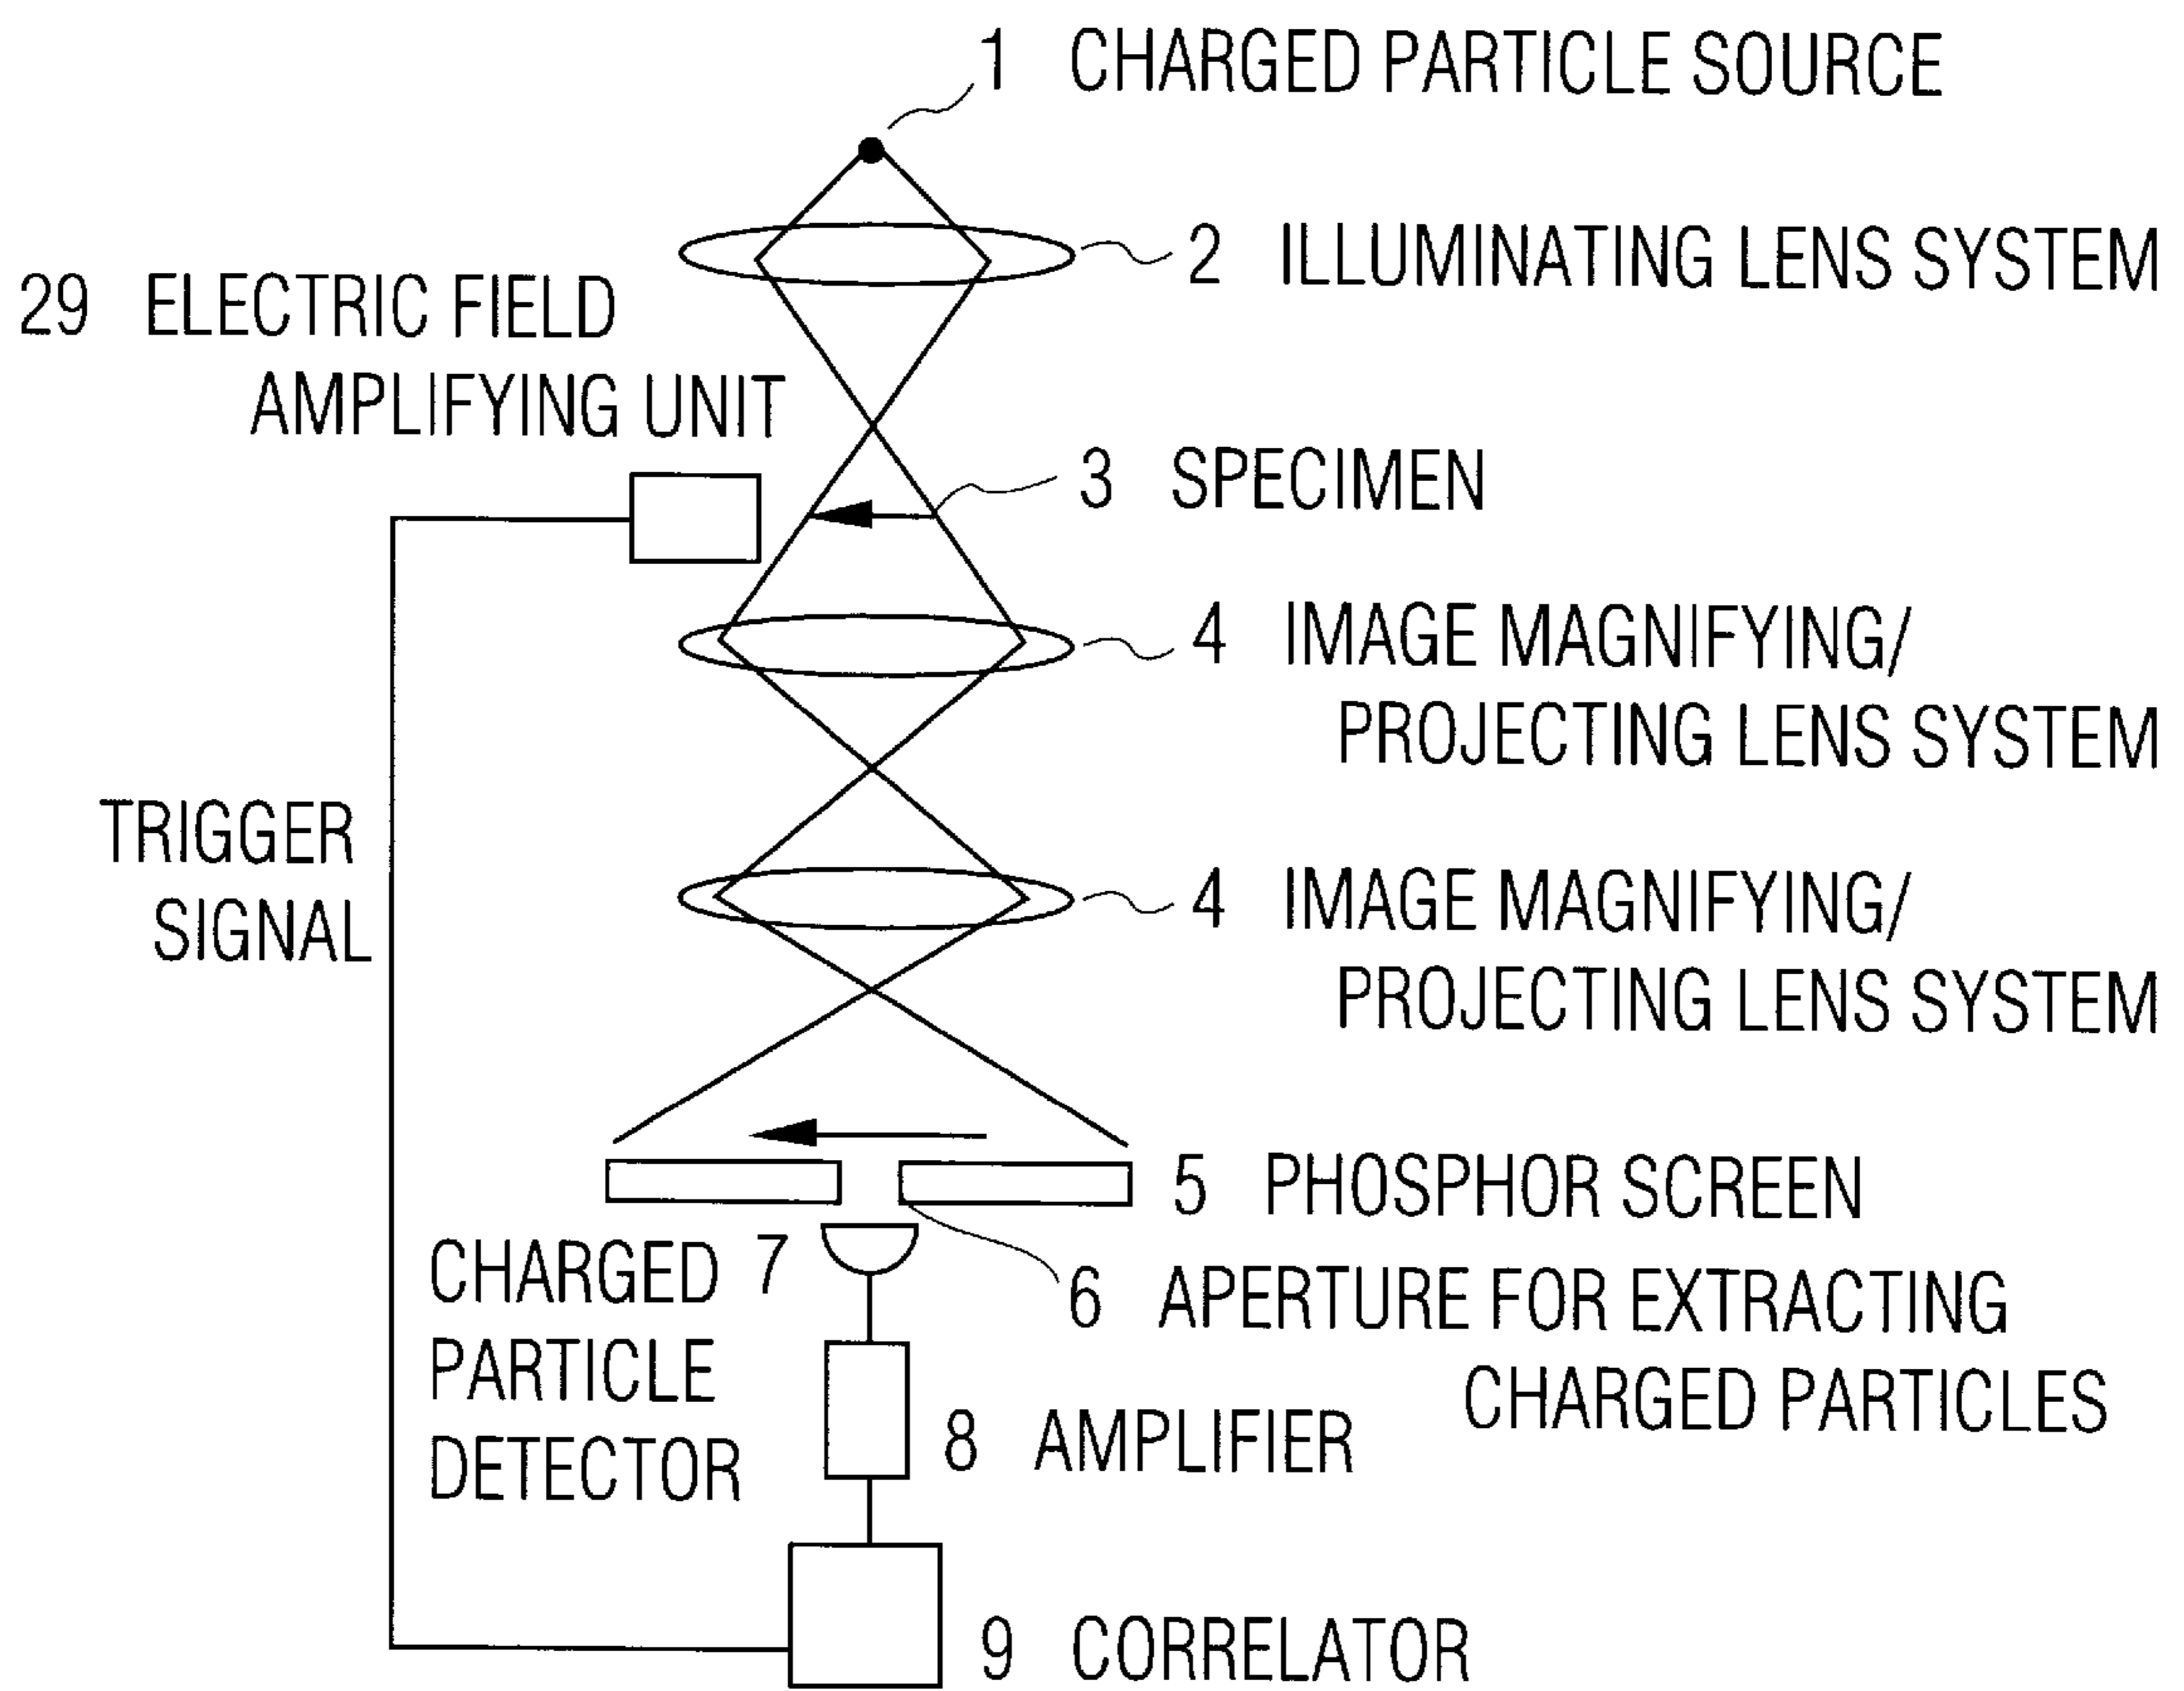 1 CHARGED PARTICLE SOURCE
2 ILLUMINATING LENS SYSTEM
29 ELECTRIC FIELD
AMPLIFYING UNIT
3 SPECIMEN
4 IMAGE MAGNIFYING/
PROJECTING LENS SYSTEM
TRIGGER
SIGNAL
4 IMAGE MAGNIFYING/
PROJECTING LENS SYSTEM
5 PHOSPHOR SCREEN
CHARGED 7
PARTICLE
DETECTOR
6 APERTURE FOR EXTRACTING
CHARGED PARTICLES
8 AMPLIFIER
9 CORRELATOR